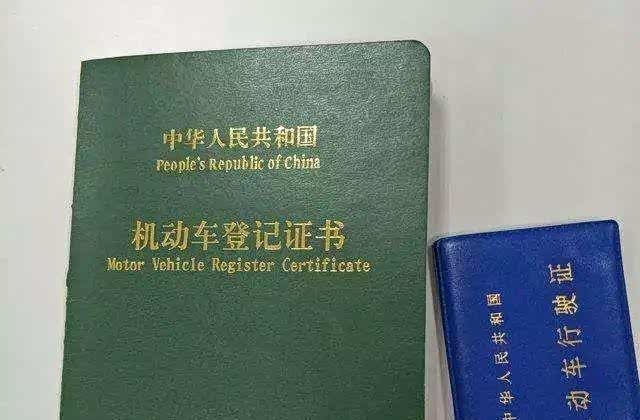 中华人民共和国
People's Republic of China
机动车登记证书
Motor Vehicle Register Certificate
中华人民共和国
动车行驶证